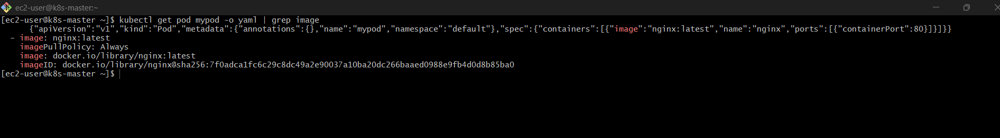 ec2-user@k8s-master:~
[ec2-user@k8s-master ~]$ kubectl get pod mypod -o yaml | grep image
      {"apiVersion":"v1","kind":"Pod","metadata":{"annotations":{},"name":"mypod","namespace":"default"},"spec":{"containers":[{"image":"nginx:latest","name":"nginx","ports":[{"containerPort":80}]}]}}
  - image: nginx:latest
    imagePullPolicy: Always
    image: docker.io/library/nginx:latest
    imageID: docker.io/library/nginx@sha256:7f0adca1fc6c29c8dc49a2e90037a10ba20dc266baaed0988e9fb4d0d8b85ba0
[ec2-user@k8s-master ~]$